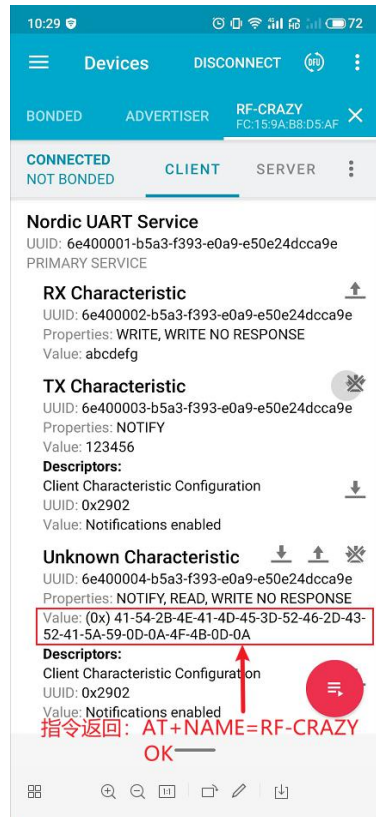 10:29 72
Devices DISCONNECT DFU
BONDED ADVERTISER RF-CRAZY
FC:15:9A:B8:D5:AF
CONNECTED
NOT BONDED CLIENT SERVER
Nordic UART Service
UUID: 6e400001-b5a3-f393-e0a9-e50e24dcca9e
PRIMARY SERVICE
RX Characteristic
UUID: 6e400002-b5a3-f393-e0a9-e50e24dcca9e
Properties: WRITE, WRITE NO RESPONSE
Value: abcdefg
TX Characteristic
UUID: 6e400003-b5a3-f393-e0a9-e50e24dcca9e
Properties: NOTIFY
Value: 123456
Descriptors:
Client Characteristic Configuration
UUID: 0x2902
Value: Notifications enabled
Unknown Characteristic
UUID: 6e400004-b5a3-f393-e0a9-e50e24dcca9e
Properties: NOTIFY, READ, WRITE NO RESPONSE
Value: (0x) 41-54-2B-4E-41-4D-45-3D-52-46-2D-43-
52-41-5A-59-0D-0A-4F-4B-0D-0A
Descriptors:
Client Characteristic Configuration
UUID: 0x2902
Value: Notifications enabled
指令返回：AT+NAME=RF-CRAZY
OK
1:1